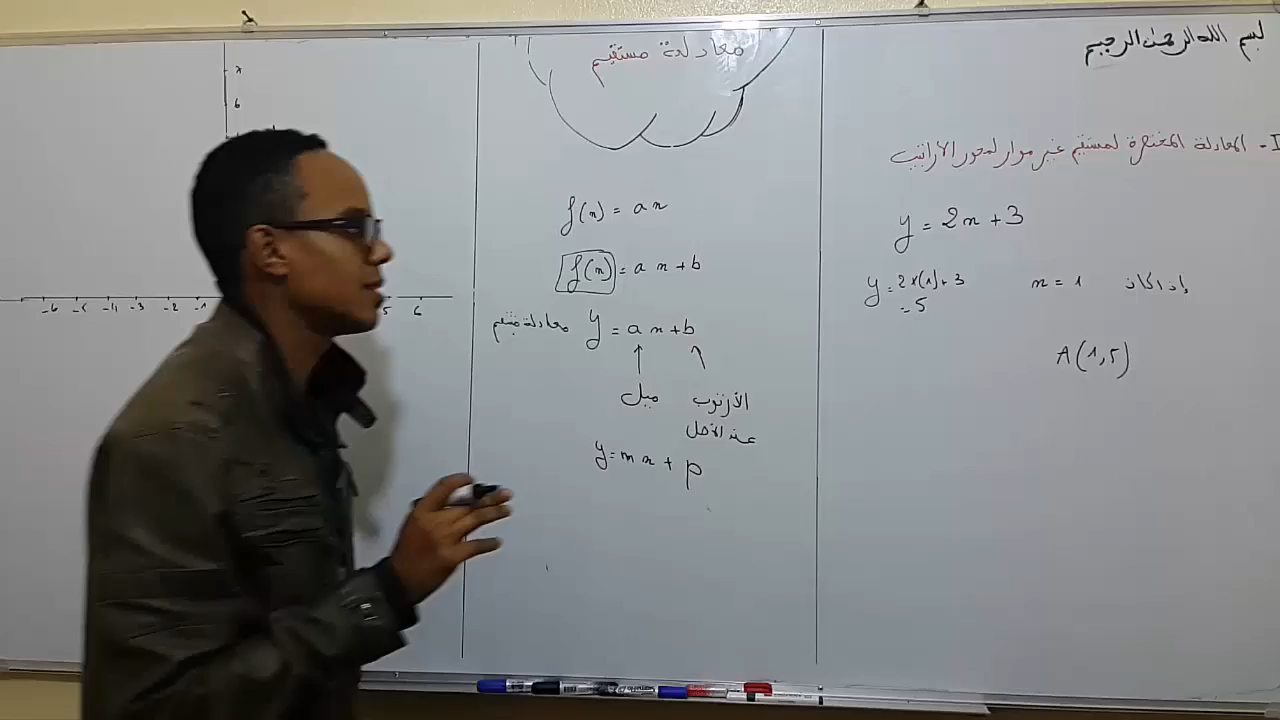 بسم الله الرحمن الرحيم
I- المعادلة المختصرة لمستقيم غير مواز لمحور الأراتيب
y = 2x + 3
إذا كان x = 1
y = 2×(1)+3
= 5
A(1,5)
معادلة مستقيم
f(x) = ax
f(x) = ax+b
معادلة مستقيم y = ax+b
ميل الأرتوب
عند الأصل
y = mx + p
7
6
-6 -5 -4 -3 -2 -1 5 6